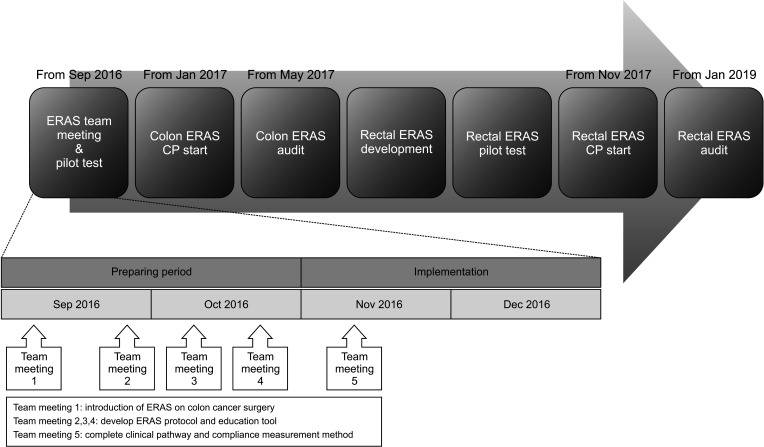 From Sep 2016
From Jan 2017
From May 2017
From Nov 2017
From Jan 2019
ERAS team
meeting
&
pilot test
Colon ERAS
CP start
Colon ERAS
audit
Rectal ERAS
development
Rectal ERAS
pilot test
Rectal ERAS
CP start
Rectal ERAS
audit
Preparing period
Implementation
Sep 2016
Oct 2016
Nov 2016
Dec 2016
Team
meeting
1
Team
meeting
2
Team
meeting
3
Team
meeting
4
Team
meeting
5
Team meeting 1: introduction of ERAS on colon cancer surgery
Team meeting 2,3,4: develop ERAS protocol and education tool
Team meeting 5: complete clinical pathway and compliance measurement method